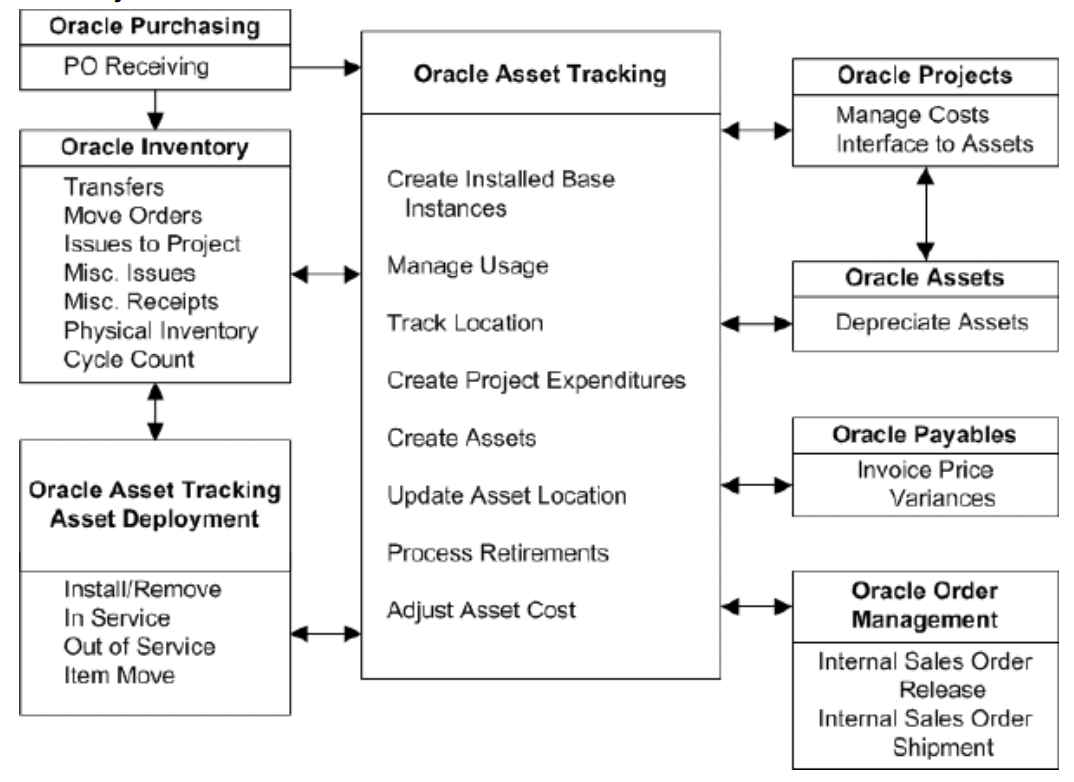 Oracle Purchasing
PO Receiving
Oracle Inventory
Transfers
Move Orders
Issues to Project
Misc. Issues
Misc. Receipts
Physical Inventory
Cycle Count
Oracle Asset Tracking
Asset Deployment
Install/Remove
In Service
Out of Service
Item Move
Oracle Asset Tracking
Create Installed Base
Instances
Manage Usage
Track Location
Create Project Expenditures
Create Assets
Update Asset Location
Process Retirements
Adjust Asset Cost
Oracle Projects
Manage Costs
Interface to Assets
Oracle Assets
Depreciate Assets
Oracle Payables
Invoice Price
Variances
Oracle Order
Management
Internal Sales Order
Release
Internal Sales Order
Shipment